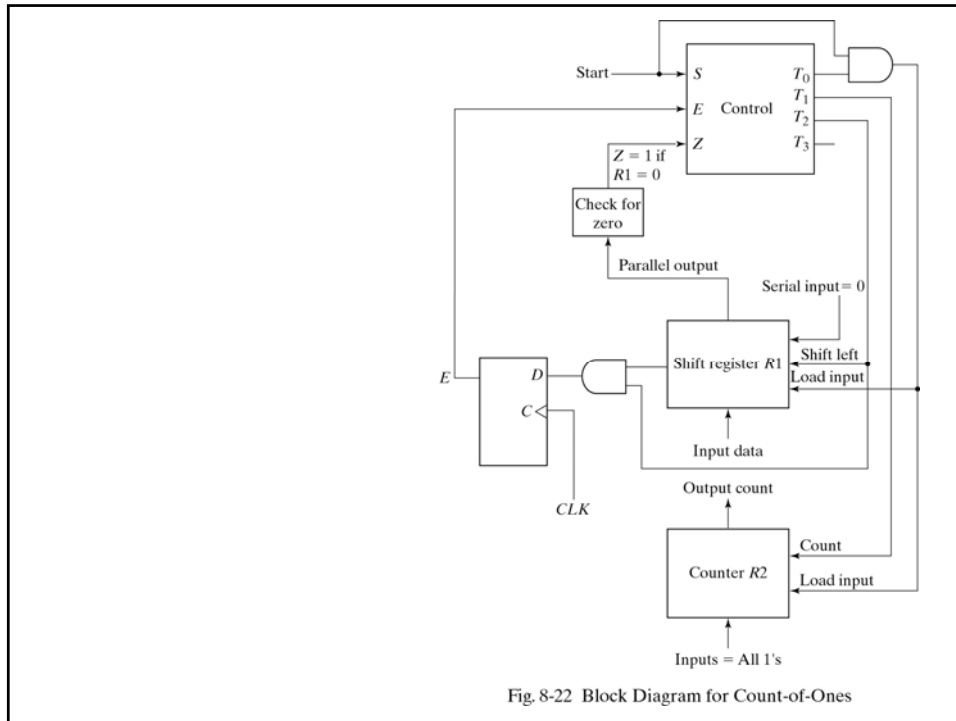 Start
S
T0
T1
E
Control
T2
Z
T3
Z = 1 if
R1 = 0
Check for
zero
Parallel output
Serial input = 0
Shift register R1
Shift left
Load input
E
D
C
Input data
CLK
Output count
Count
Counter R2
Load input
Inputs = All 1's
Fig. 8-22 Block Diagram for Count-of-Ones